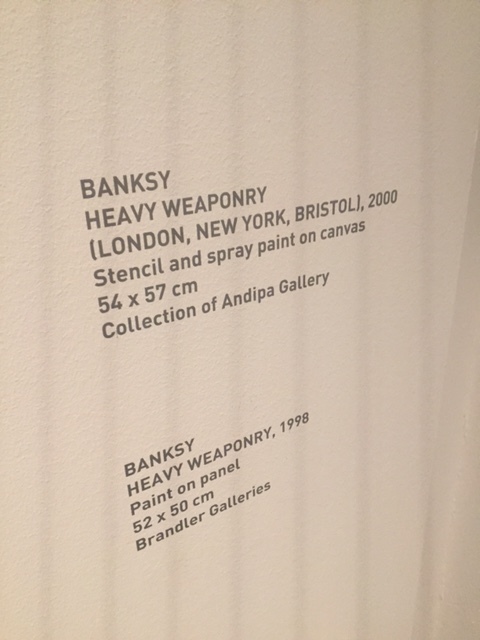 BANKSY
HEAVY WEAPONRY
(LONDON, NEW YORK, BRISTOL), 2000
Stencil and spray paint on canvas
54 x 57 cm
Collection of Andipa Gallery
BANKSY
HEAVY WEAPONRY, 1998
Paint on panel
52 x 50 cm
Brandler Galleries